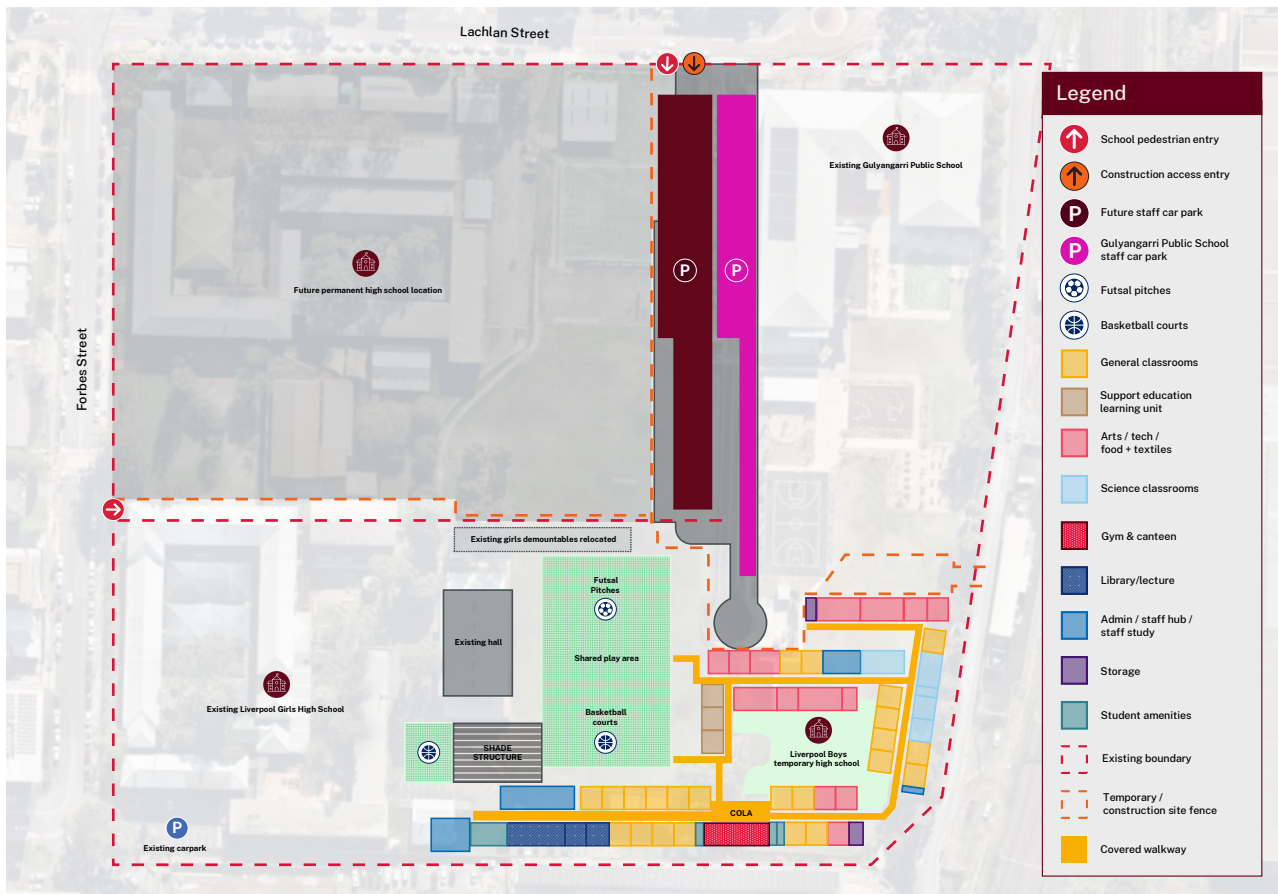 Lachlan Street
Forbes Street
Existing Gulyangarri Public School
Future permanent high school location
P
P
Existing girls demountables relocated
Futsal
Pitches
Existing hall
Shared play area
Existing Liverpool Girls High School
Basketball
courts
SHADE
STRUCTURE
Liverpool Boys
temporary high school
COLA
P
Existing carpark
Legend
School pedestrian entry
Construction access entry
P
Future staff car park
P
Gulyangarri Public School
staff car park
Futsal pitches
Basketball courts
General classrooms
Support education
learning unit
Arts / tech /
food + textiles
Science classrooms
Gym & canteen
Library/lecture
Admin / staff hub /
staff study
Storage
Student amenities
Existing boundary
Temporary /
construction site fence
Covered walkway